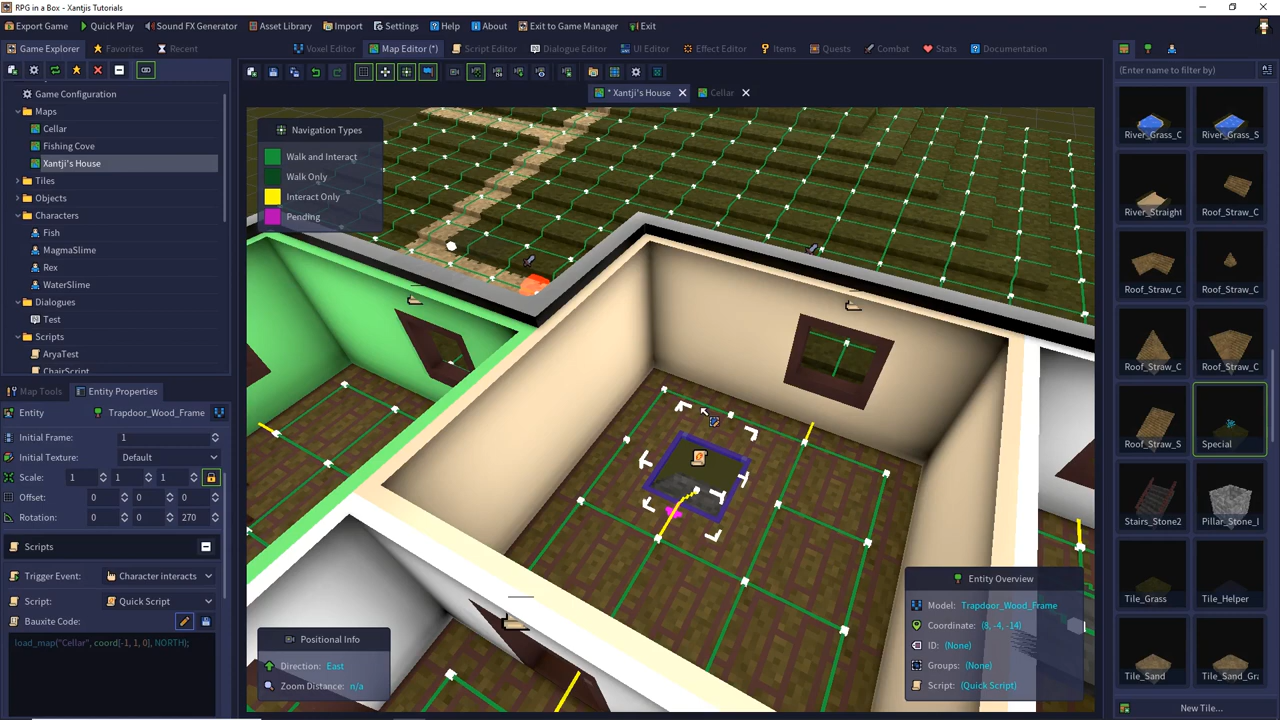 RPG in a Box - Xantjis Tutorials
Export Game
Quick Play
Sound FX Generator
Asset Library
Import
Settings
Help
About
Exit to Game Manager
Exit
Game Explorer
Favorites
Recent
Voxel Editor
Map Editor (*)
Script Editor
Dialogue Editor
UI Editor
Effect Editor
Items
Quests
Combat
Stats
Documentation
(Enter name to filter by)
* Xantji's House
Cellar
Game Configuration
Maps
Cellar
Fishing Cove
Xantji's House
Tiles
Objects
Characters
Fish
MagmaSlime
Rex
WaterSlime
Dialogues
Test
Scripts
AryaTest
ChairScript
Navigation Types
Walk and Interact
Walk Only
Interact Only
Pending
Map Tools
Entity Properties
Entity
Trapdoor_Wood_Frame
Initial Frame: 1
Initial Texture: Default
Scale: 1 1 1
Offset: 0 0 0
Rotation: 0 0 270
Scripts
Trigger Event: Character interacts
Script: Quick Script
Bauxite Code:
load_map("Cellar", coord[-1, 1, 0], NORTH);
Positional Info
Direction: East
Zoom Distance: n/a
Entity Overview
Model: Trapdoor_Wood_Frame
Coordinate: (8, -4, -14)
ID: (None)
Groups: (None)
Script: (Quick Script)
River_Grass_C
River_Grass_S
River_Straight
Roof_Straw_C
Roof_Straw_C
Roof_Straw_C
Roof_Straw_C
Roof_Straw_C
Roof_Straw_S
Special
Stairs_Stone2
Pillar_Stone_I
Tile_Grass
Tile_Helper
Tile_Sand
Tile_Sand_Gra
New Tile...